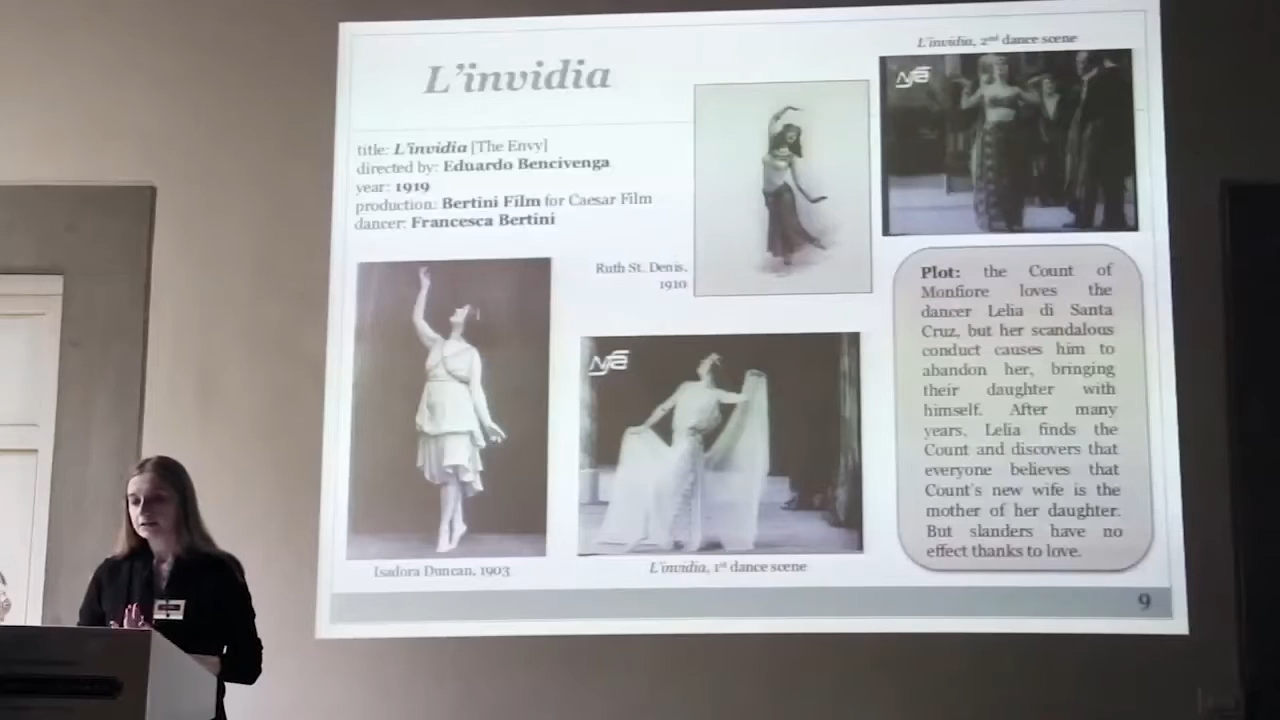 L'invidia
title: L'invidia [The Envy]
directed by: Eduardo Bencivenga
year: 1919
production: Bertini Film for Caesar Film
dancer: Francesca Bertini
Ruth St. Denis,
1910
L'invidia, 2nd dance scene
Isadora Duncan, 1903
L'invidia, 1st dance scene
Plot: the Count of
Monfiore loves the
dancer Lelia di Santa
Cruz, but her scandalous
conduct causes him to
abandon her, bringing
their daughter with
himself. After many
years, Lelia finds the
Count and discovers that
everyone believes that
Count's new wife is the
mother of her daughter.
But slanders have no
effect thanks to love.
9